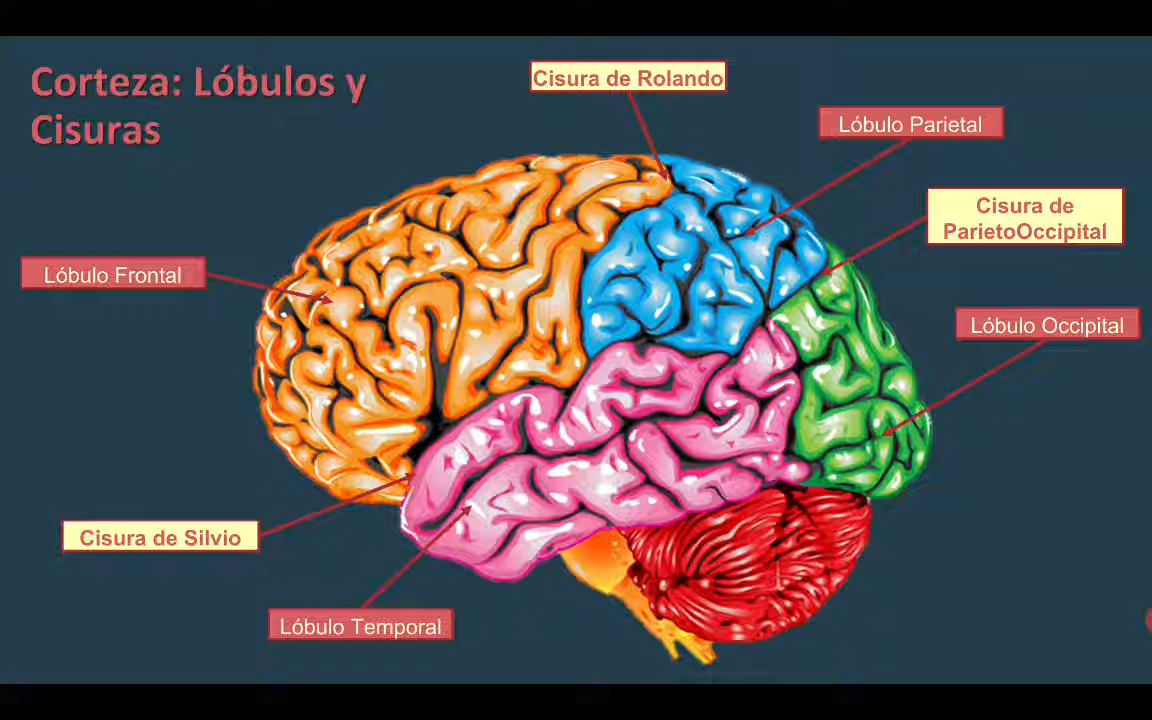 Corteza: Lóbulos y
Cisuras
Cisura de Rolando
Lóbulo Parietal
Cisura de
ParietoOccipital
Lóbulo Frontal
Lóbulo Occipital
Cisura de Silvio
Lóbulo Temporal